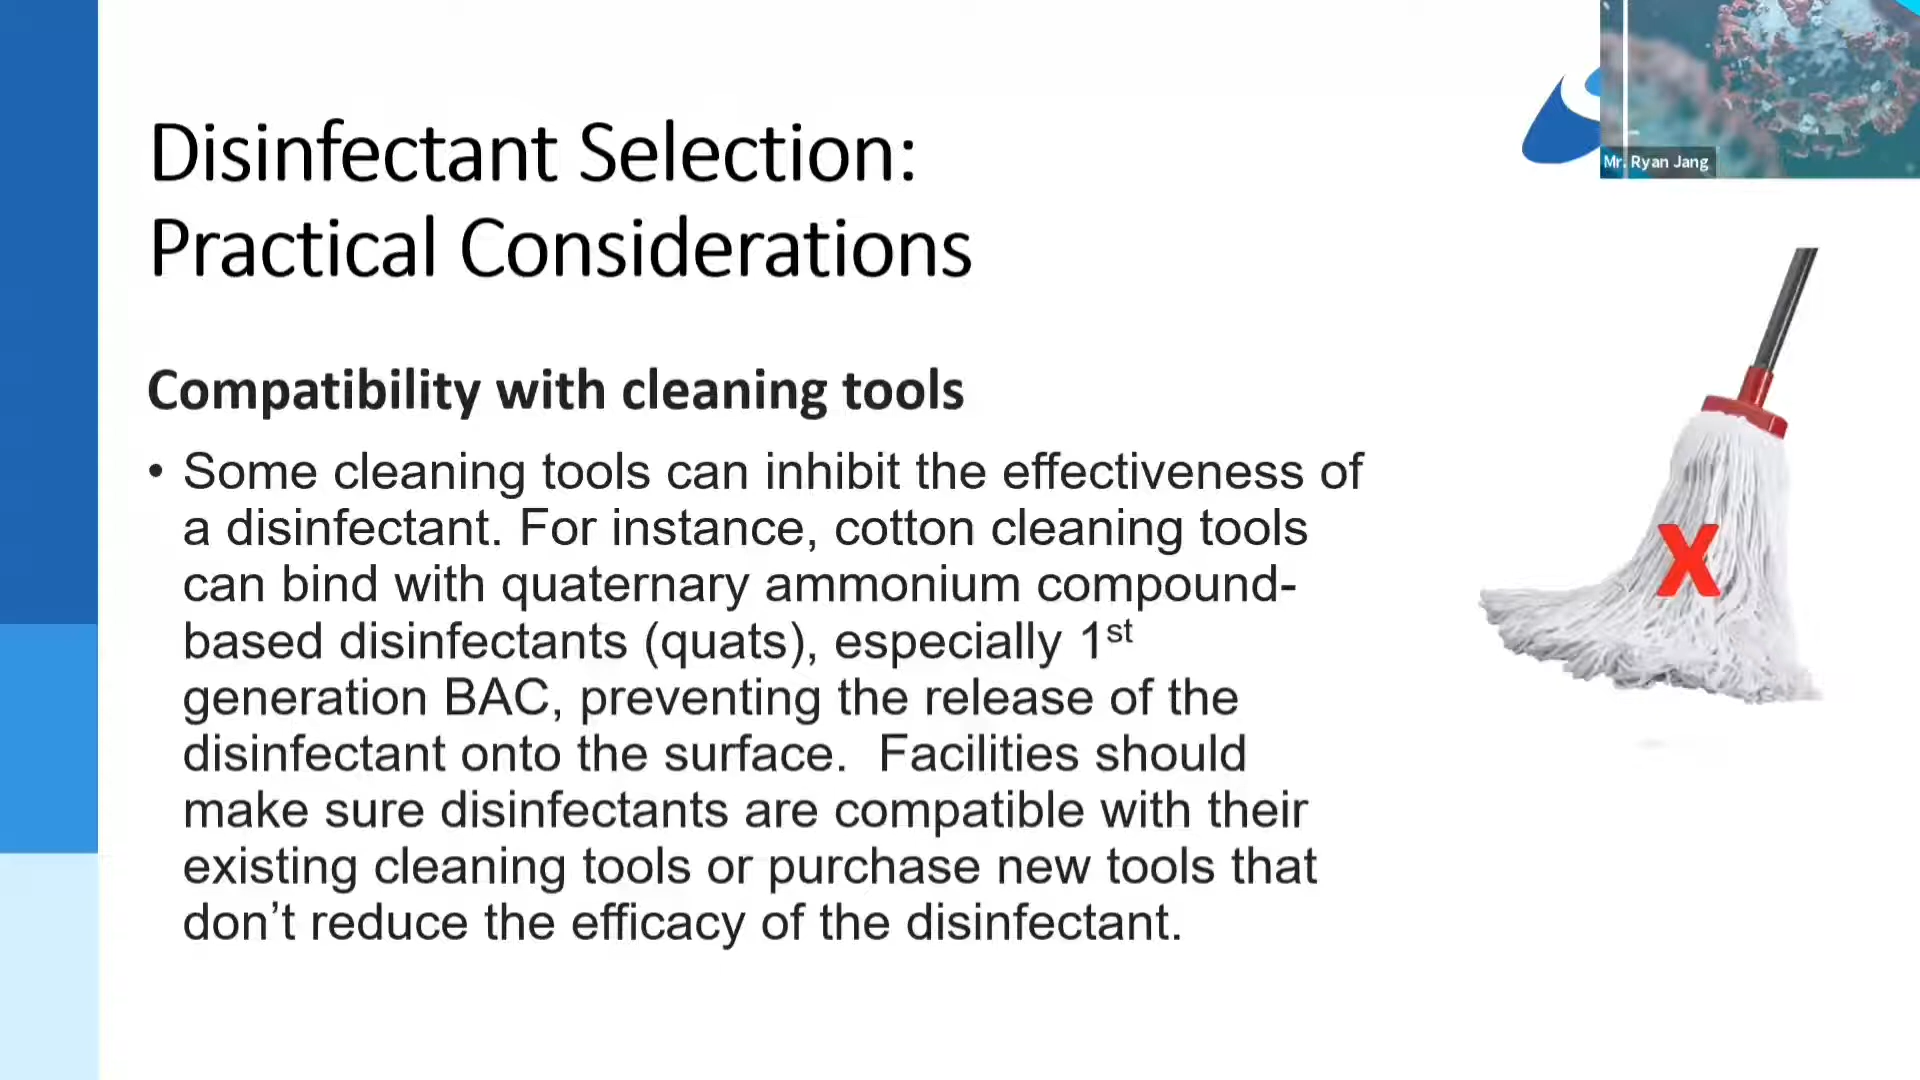 Mr. Ryan Jang
Disinfectant Selection:
Practical Considerations
Compatibility with cleaning tools
• Some cleaning tools can inhibit the effectiveness of
a disinfectant. For instance, cotton cleaning tools
can bind with quaternary ammonium compound-
based disinfectants (quats), especially 1st
generation BAC, preventing the release of the
disinfectant onto the surface.  Facilities should
make sure disinfectants are compatible with their
existing cleaning tools or purchase new tools that
don’t reduce the efficacy of the disinfectant.
X